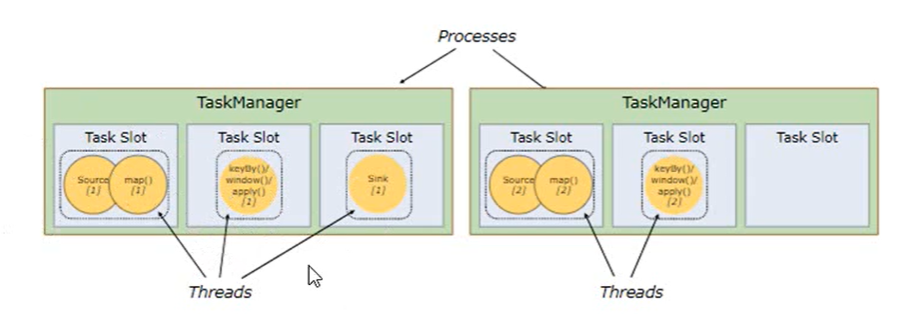 Processes
TaskManager
Task Slot
Source
[1]
map()
[1]
Task Slot
keyBy()/
window()/
apply()
[1]
Task Slot
Sink
[1]
Threads
TaskManager
Task Slot
Source
[2]
map()
[2]
Task Slot
keyBy()/
window()/
apply()
[2]
Task Slot
Threads